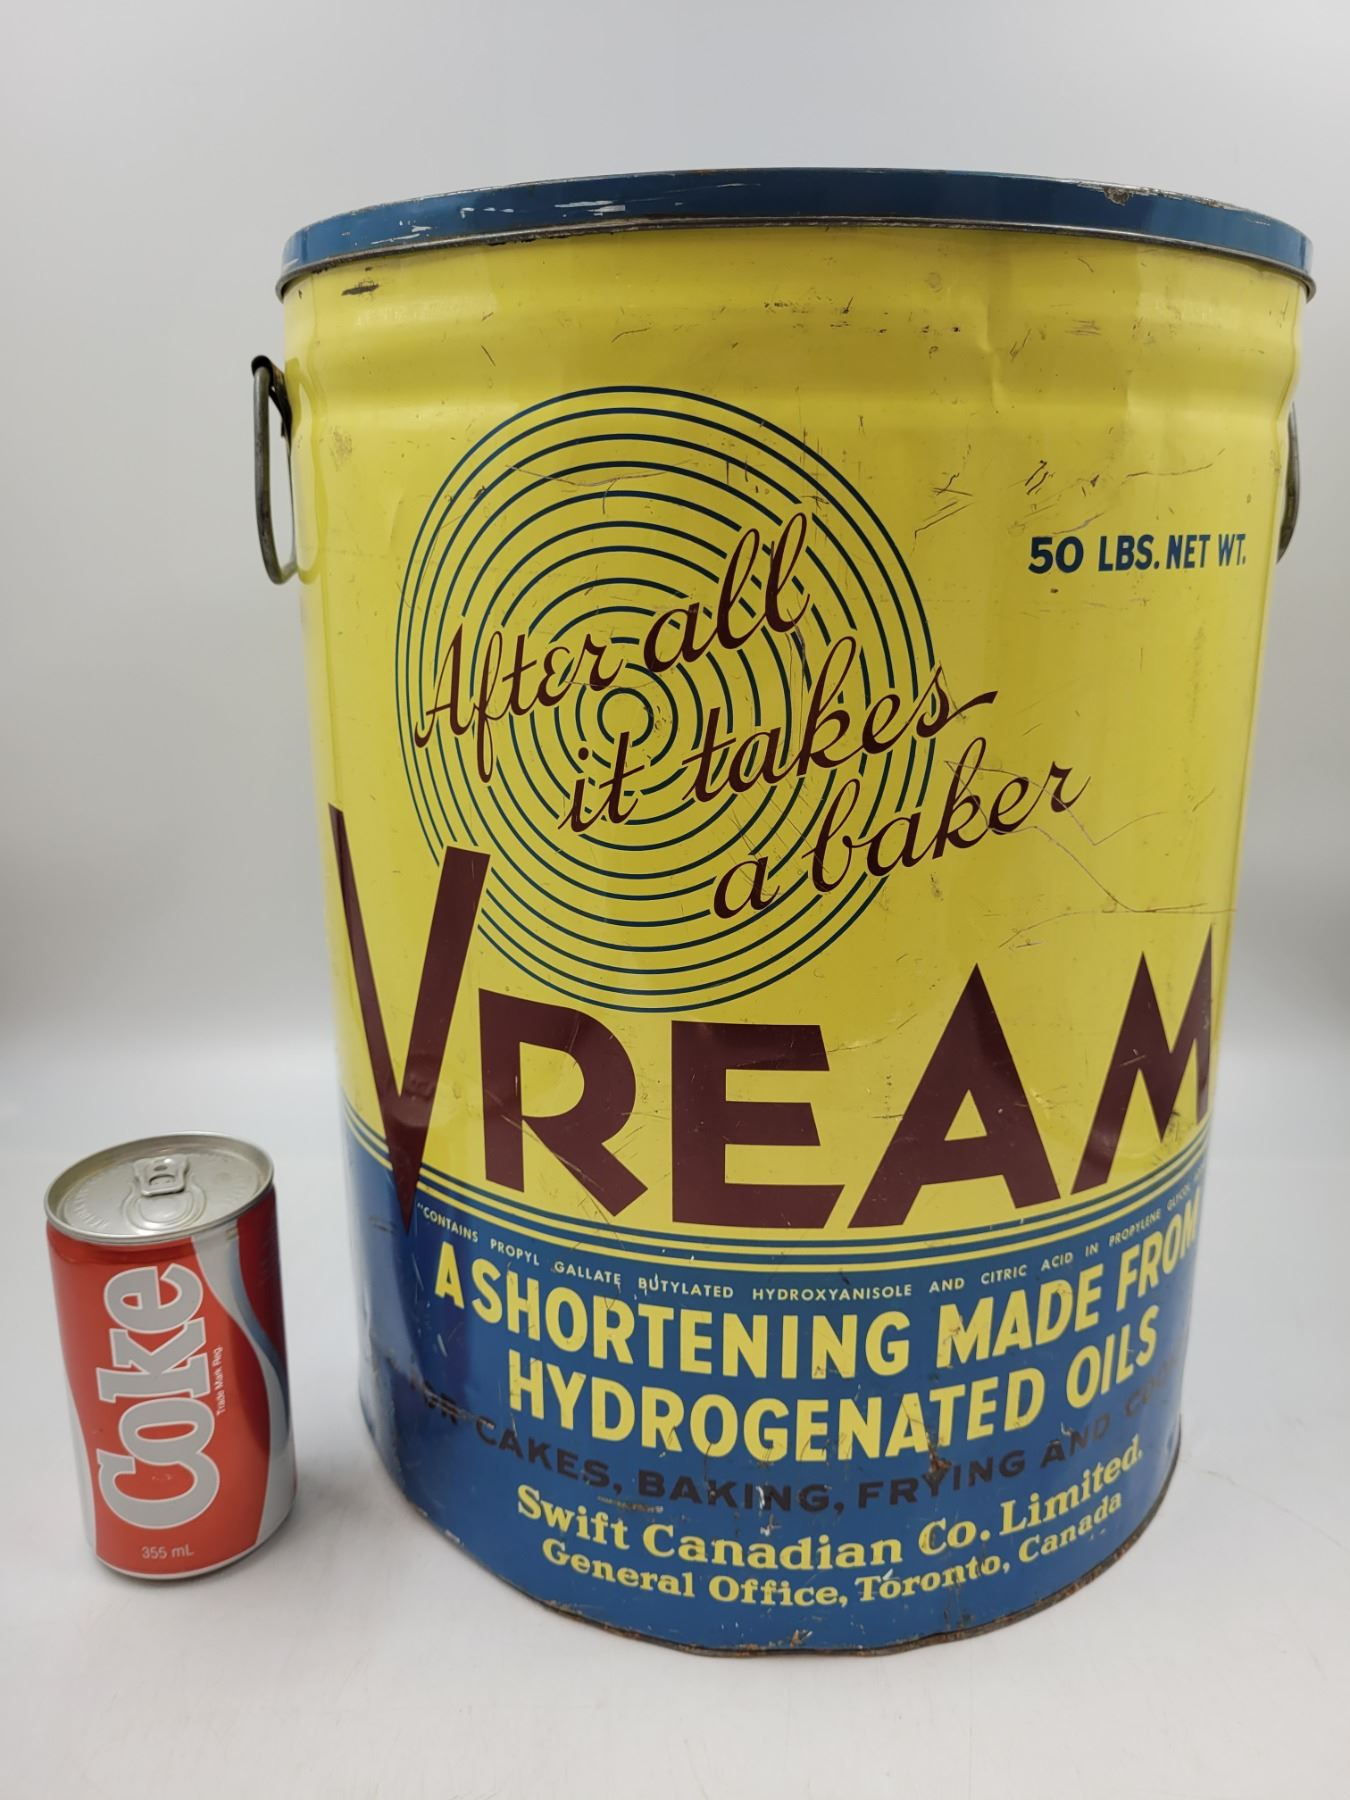 After all
it takes
a baker
50 LBS. NET WT.
VREAM
"CONTAINS PROPYL GALLATE BUTYLATED HYDROXYANISOLE AND CITRIC ACID IN PROPYLENE GLYCOL
A SHORTENING MADE FROM
HYDROGENATED OILS
FOR CAKES, BAKING, FRYING AND
Swift Canadian Co. Limited.
General Office, Toronto, Canada
Coke
Trade Mark Reg.
355 mL